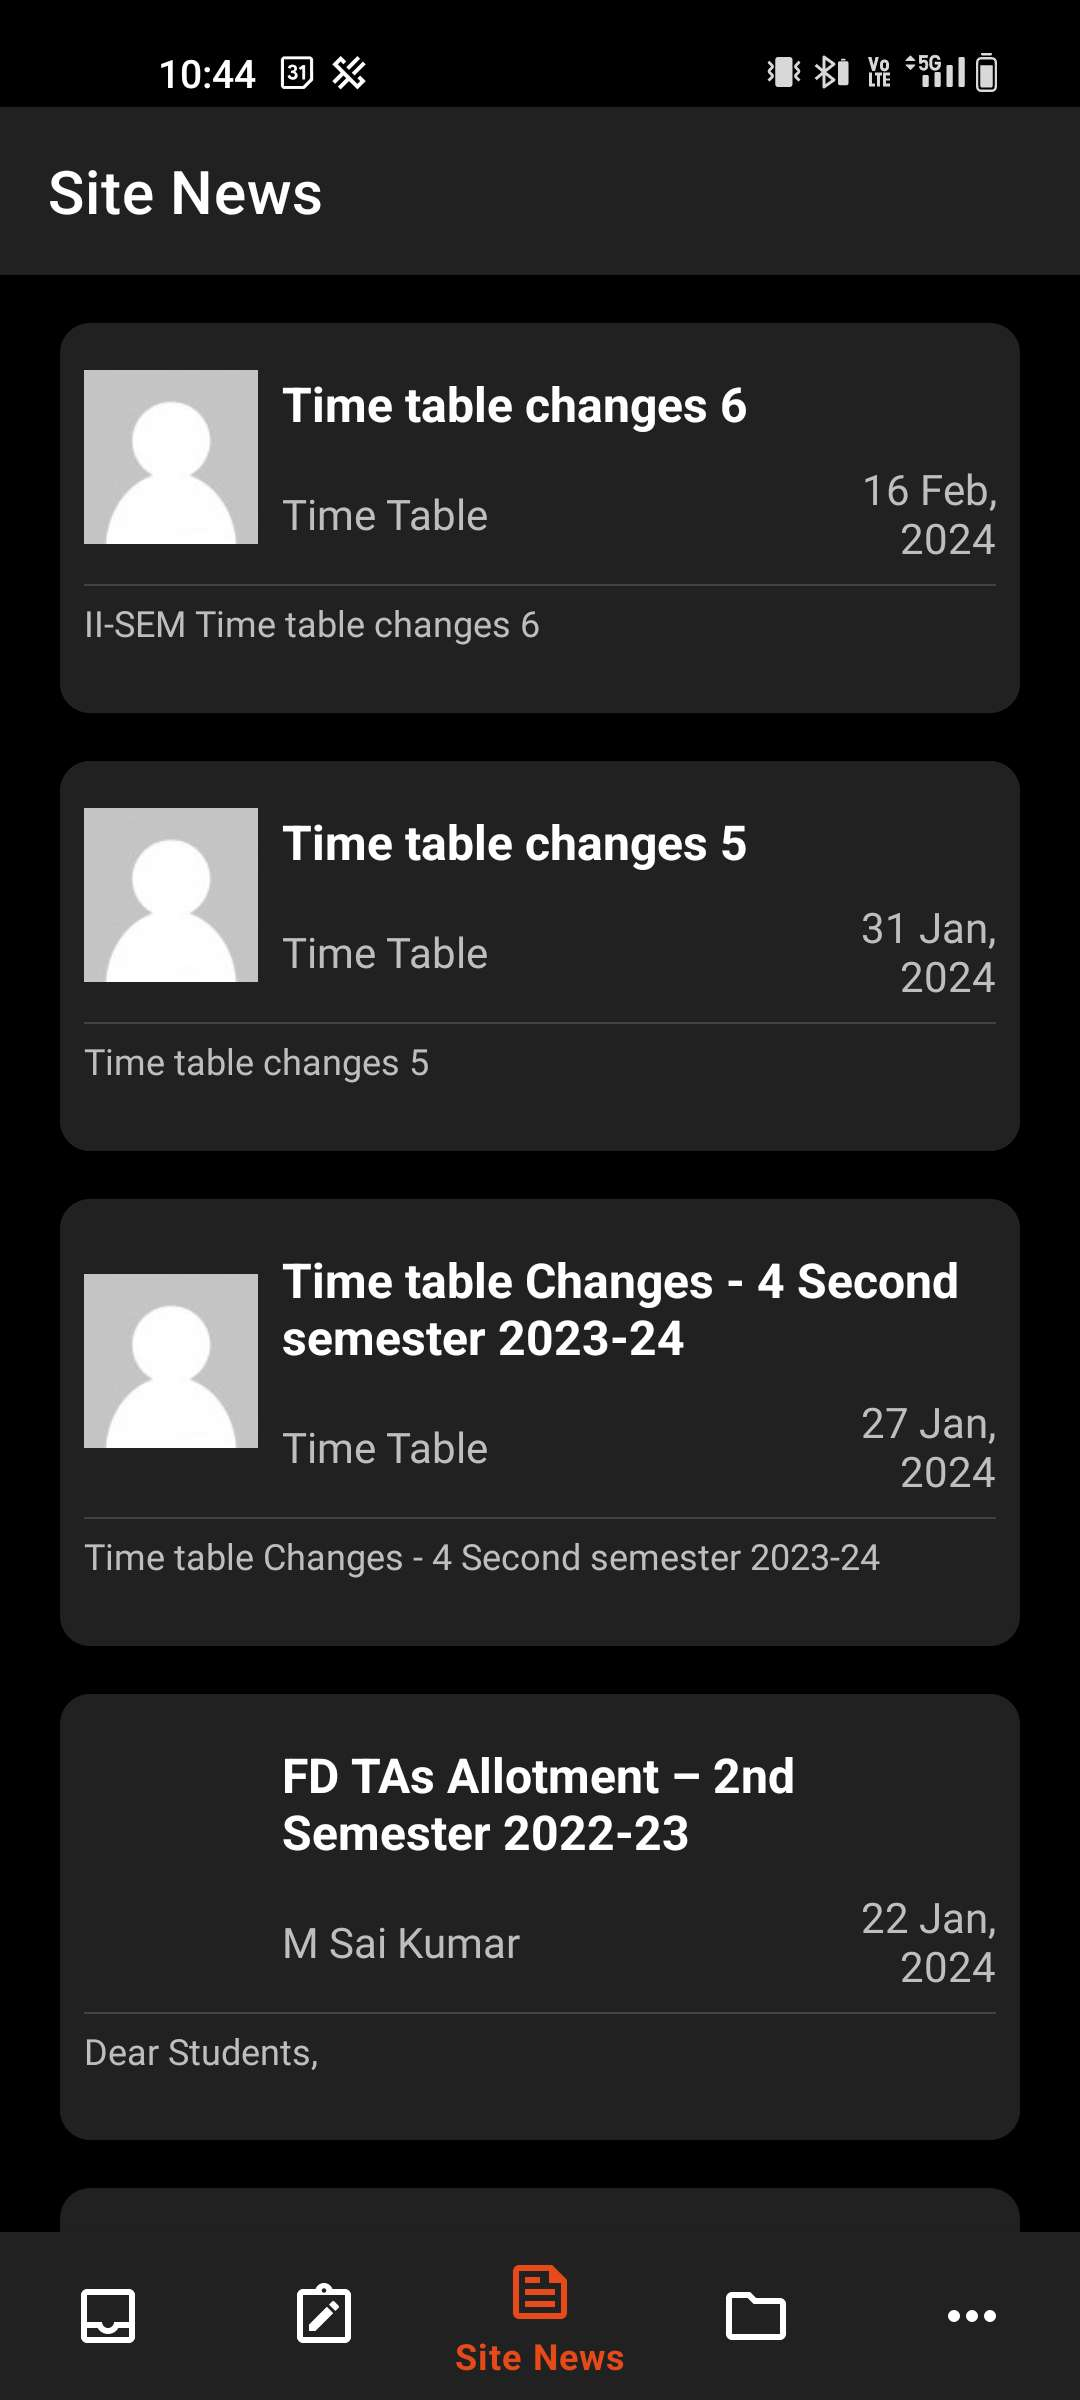 10:44
31
Vo
LTE
5G
Site News
Time table changes 6
Time Table
16 Feb,
2024
II-SEM Time table changes 6
Time table changes 5
Time Table
31 Jan,
2024
Time table changes 5
Time table Changes - 4 Second
semester 2023-24
Time Table
27 Jan,
2024
Time table Changes - 4 Second semester 2023-24
FD TAs Allotment – 2nd
Semester 2022-23
M Sai Kumar
22 Jan,
2024
Dear Students,
Site News